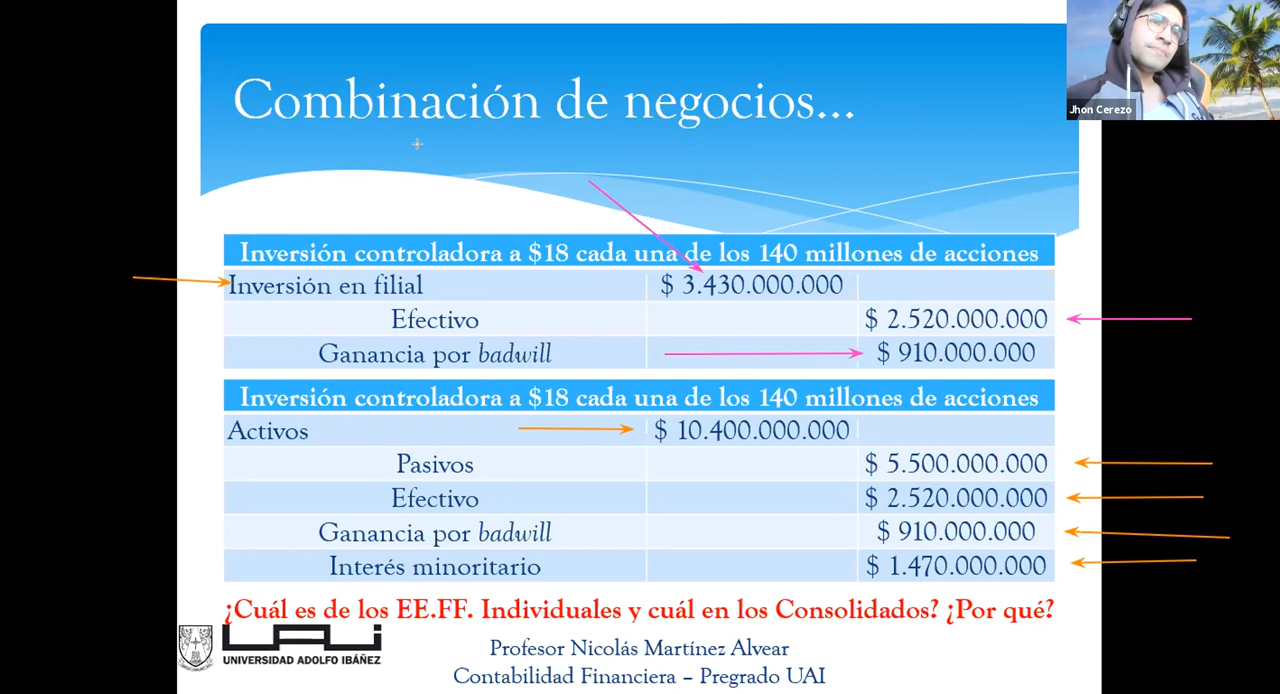 Combinación de negocios...
Jhon Cerezo
Inversión controladora a $18 cada una de los 140 millones de acciones
Inversión en filial $ 3.430.000.000
Efectivo $ 2.520.000.000
Ganancia por badwill $ 910.000.000
Inversión controladora a $18 cada una de los 140 millones de acciones
Activos $ 10.400.000.000
Pasivos $ 5.500.000.000
Efectivo $ 2.520.000.000
Ganancia por badwill $ 910.000.000
Interés minoritario $ 1.470.000.000
¿Cuál es de los EE.FF. Individuales y cuál en los Consolidados? ¿Por qué?
UAI
UNIVERSIDAD ADOLFO IBÁÑEZ
Profesor Nicolás Martínez Alvear
Contabilidad Financiera – Pregrado UAI